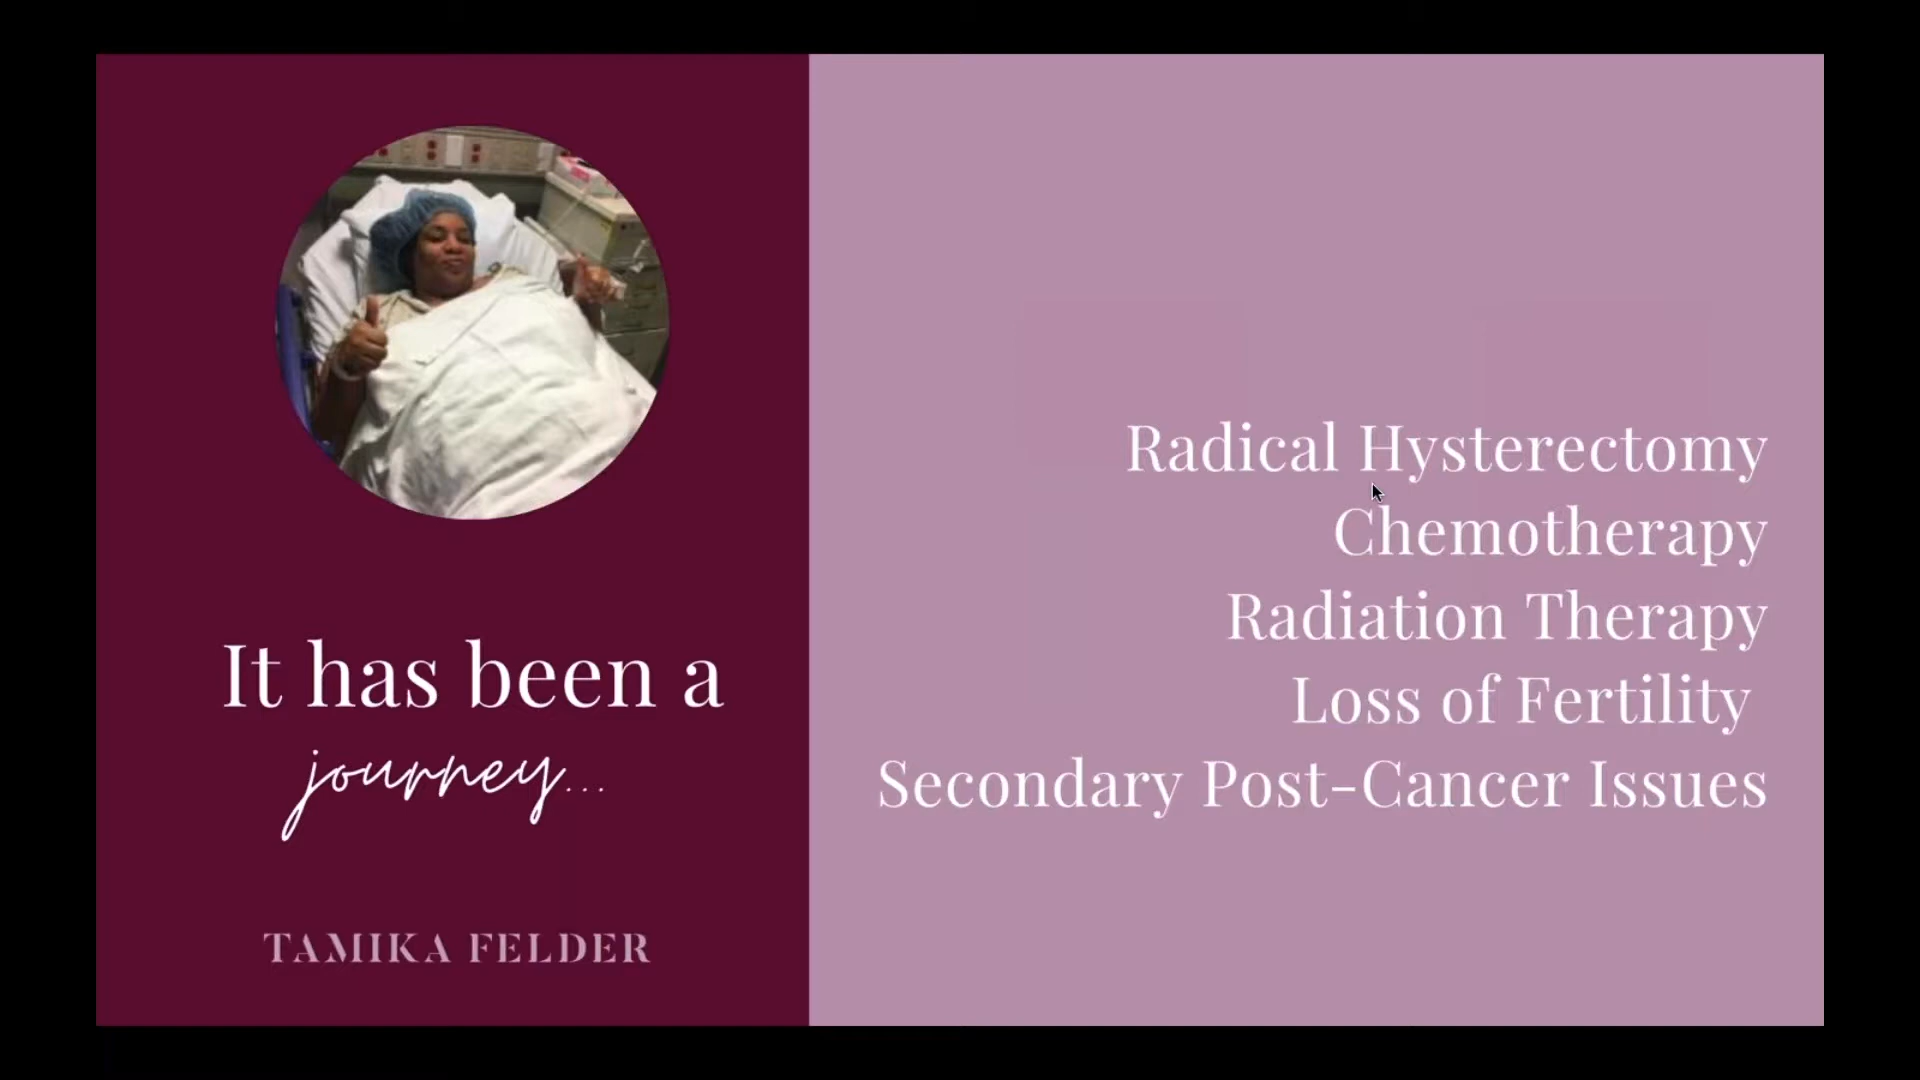 It has been a
journey...
TAMIKA FELDER
Radical Hysterectomy
Chemotherapy
Radiation Therapy
Loss of Fertility
Secondary Post-Cancer Issues